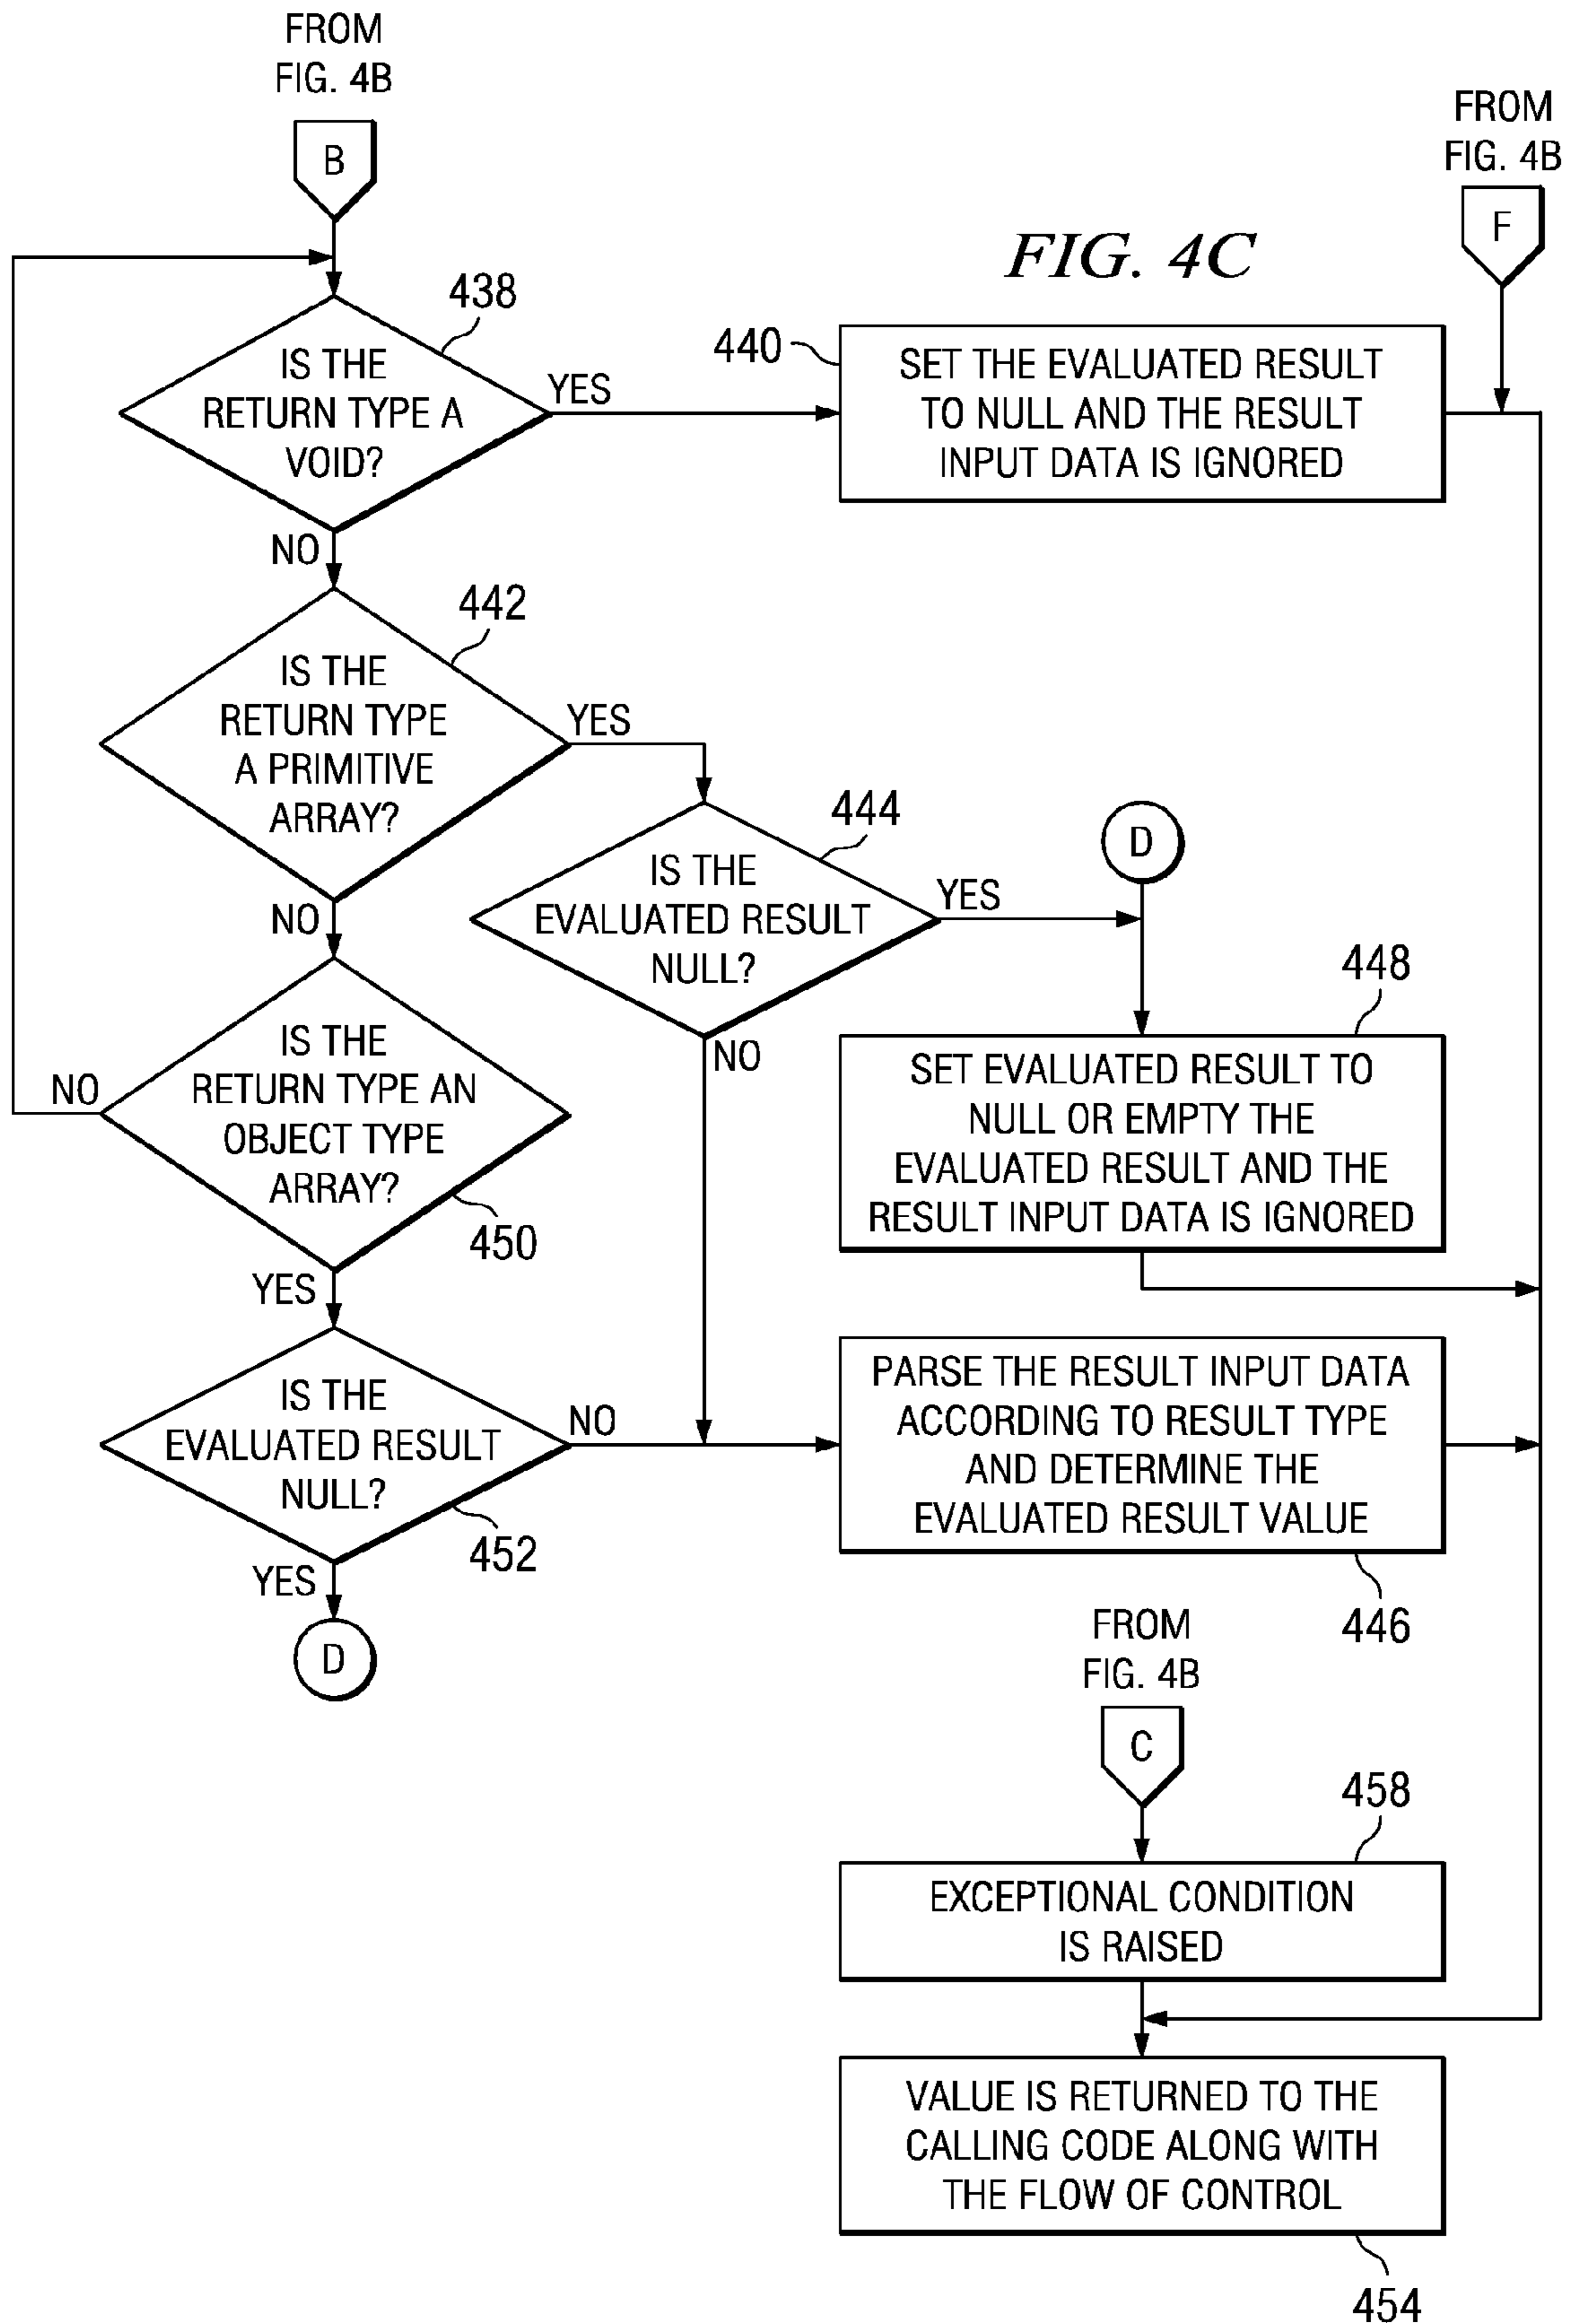 FROM
FIG. 4B
B
FROM
FIG. 4B
F
FIG. 4C
438
IS THE
RETURN TYPE A
VOID?
YES
NO
440
SET THE EVALUATED RESULT
TO NULL AND THE RESULT
INPUT DATA IS IGNORED
442
IS THE
RETURN TYPE
A PRIMITIVE
ARRAY?
YES
NO
444
IS THE
EVALUATED RESULT
NULL?
YES
NO
D
448
SET EVALUATED RESULT TO
NULL OR EMPTY THE
EVALUATED RESULT AND THE
RESULT INPUT DATA IS IGNORED
IS THE
RETURN TYPE AN
OBJECT TYPE
ARRAY?
NO
450
YES
IS THE
EVALUATED RESULT
NULL?
NO
452
YES
D
PARSE THE RESULT INPUT DATA
ACCORDING TO RESULT TYPE
AND DETERMINE THE
EVALUATED RESULT VALUE
446
FROM
FIG. 4B
C
458
EXCEPTIONAL CONDITION
IS RAISED
VALUE IS RETURNED TO THE
CALLING CODE ALONG WITH
THE FLOW OF CONTROL
454